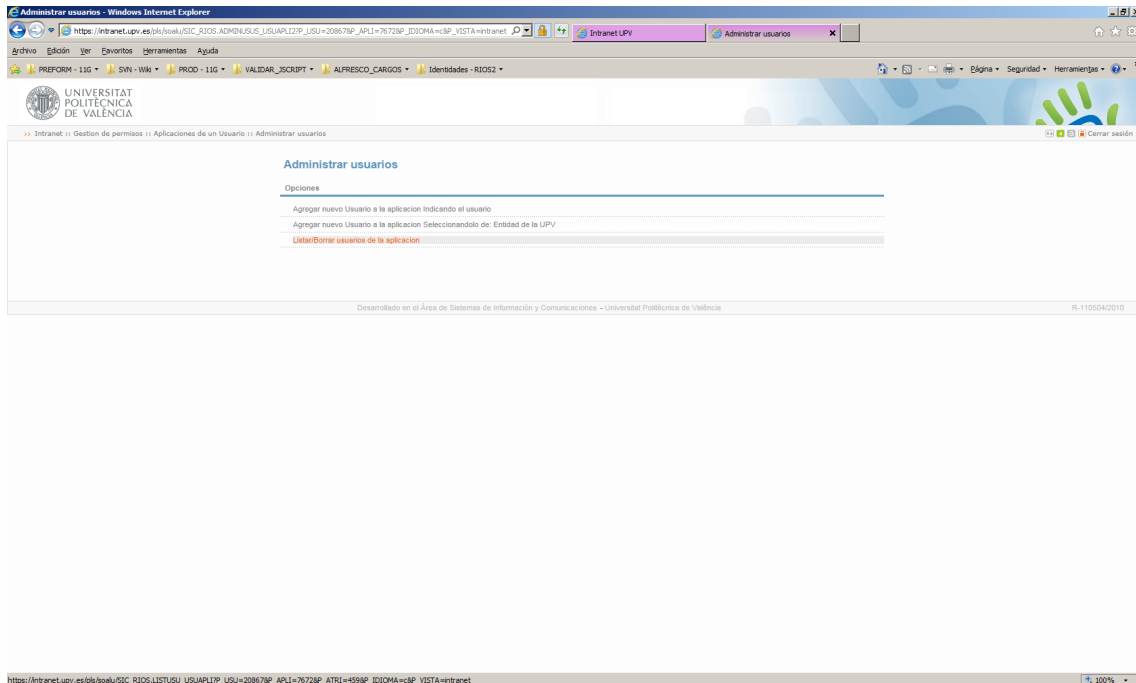 Administrar usuarios - Windows Internet Explorer
https://intranet.upv.es/pls/soalu/SIC_RIOS.ADMINUSUS_USUAPLI2?P_USU=20867&P_APLI=7672&P_IDIOMA=c&P_VISTA=intranet
Intranet UPV
Administrar usuarios
Archivo Edición Ver Favoritos Herramientas Ayuda
PREFORM - 11G SVN - Wiki PROD - 11G VALIDAR_JSCRIPT ALFRESCO_CARGOS Identidades - RIOS2 Página Seguridad Herramientas
UNIVERSITAT
POLITÈCNICA
DE VALÈNCIA
>> Intranet :: Gestion de permisos :: Aplicaciones de un Usuario :: Administrar usuarios Cerrar sesión
Administrar usuarios
Opciones
Agregar nuevo Usuario a la aplicacion Indicando el usuario
Agregar nuevo Usuario a la aplicacion Seleccionandolo de: Entidad de la UPV
Listar/Borrar usuarios de la aplicacion
Desarrollado en el Área de Sistemas de Información y Comunicaciones - Universitat Politècnica de València R-110504/2010
https://intranet.upv.es/pls/soalu/SIC_RIOS.LISTUSU_USUAPLI?P_USU=20867&P_APLI=7672&P_ATRI=459&P_IDIOMA=c&P_VISTA=intranet 100%